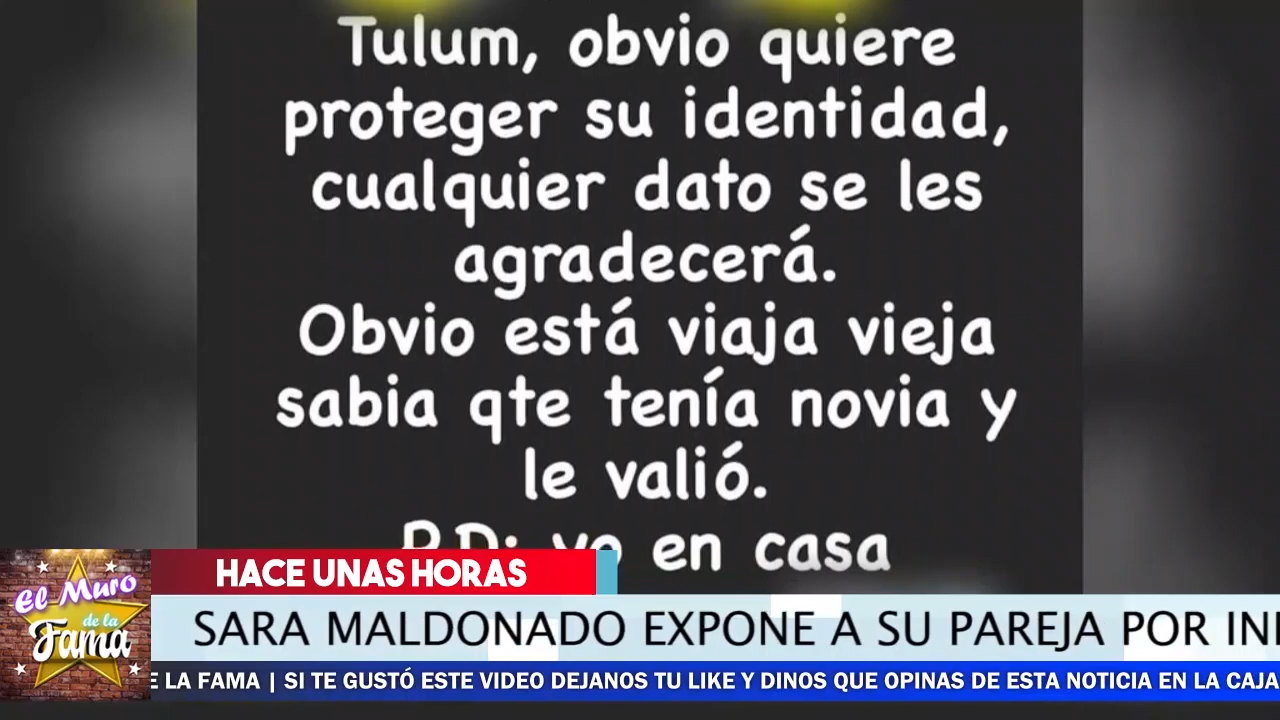 Tulum, obvio quiere
proteger su identidad,
cualquier dato se les
agradecerá.
Obvio está viaja vieja
sabia qte tenía novia y
le valió.
P.D: yo en casa
HACE UNAS HORAS
El Muro
de la
Fama
SARA MALDONADO EXPONE A SU PAREJA POR
E LA FAMA | SI TE GUSTÓ ESTE VIDEO DEJANOS TU LIKE Y DINOS QUE OPINAS DE ESTA NOTICIA EN LA CAJA